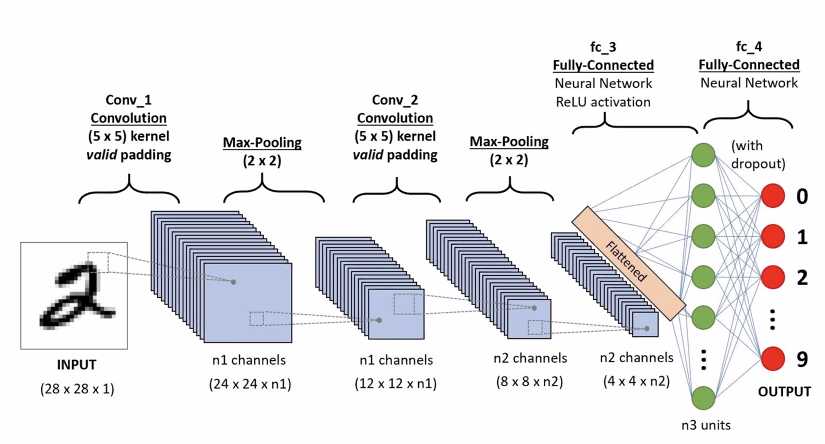 fc_3
Fully-Connected
Neural Network
ReLU activation
fc_4
Fully-Connected
Neural Network
Conv_1
Convolution
(5 x 5) kernel
valid padding
Max-Pooling
(2 x 2)
Conv_2
Convolution
(5 x 5) kernel
valid padding
Max-Pooling
(2 x 2)
(with
dropout)
Flattened
0
1
2
9
INPUT
(28 x 28 x 1)
n1 channels
(24 x 24 x n1)
n1 channels
(12 x 12 x n1)
n2 channels
(8 x 8 x n2)
n2 channels
(4 x 4 x n2)
OUTPUT
n3 units